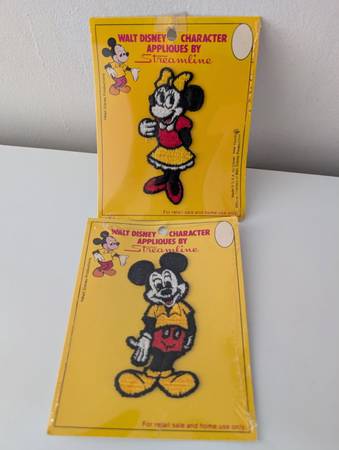 WALT DISNEY CHARACTER
APPLIQUES BY
Streamline
For retail sale and home use only
WALT DISNEY CHARACTER
APPLIQUES BY
Streamline
For retail sale and home use only